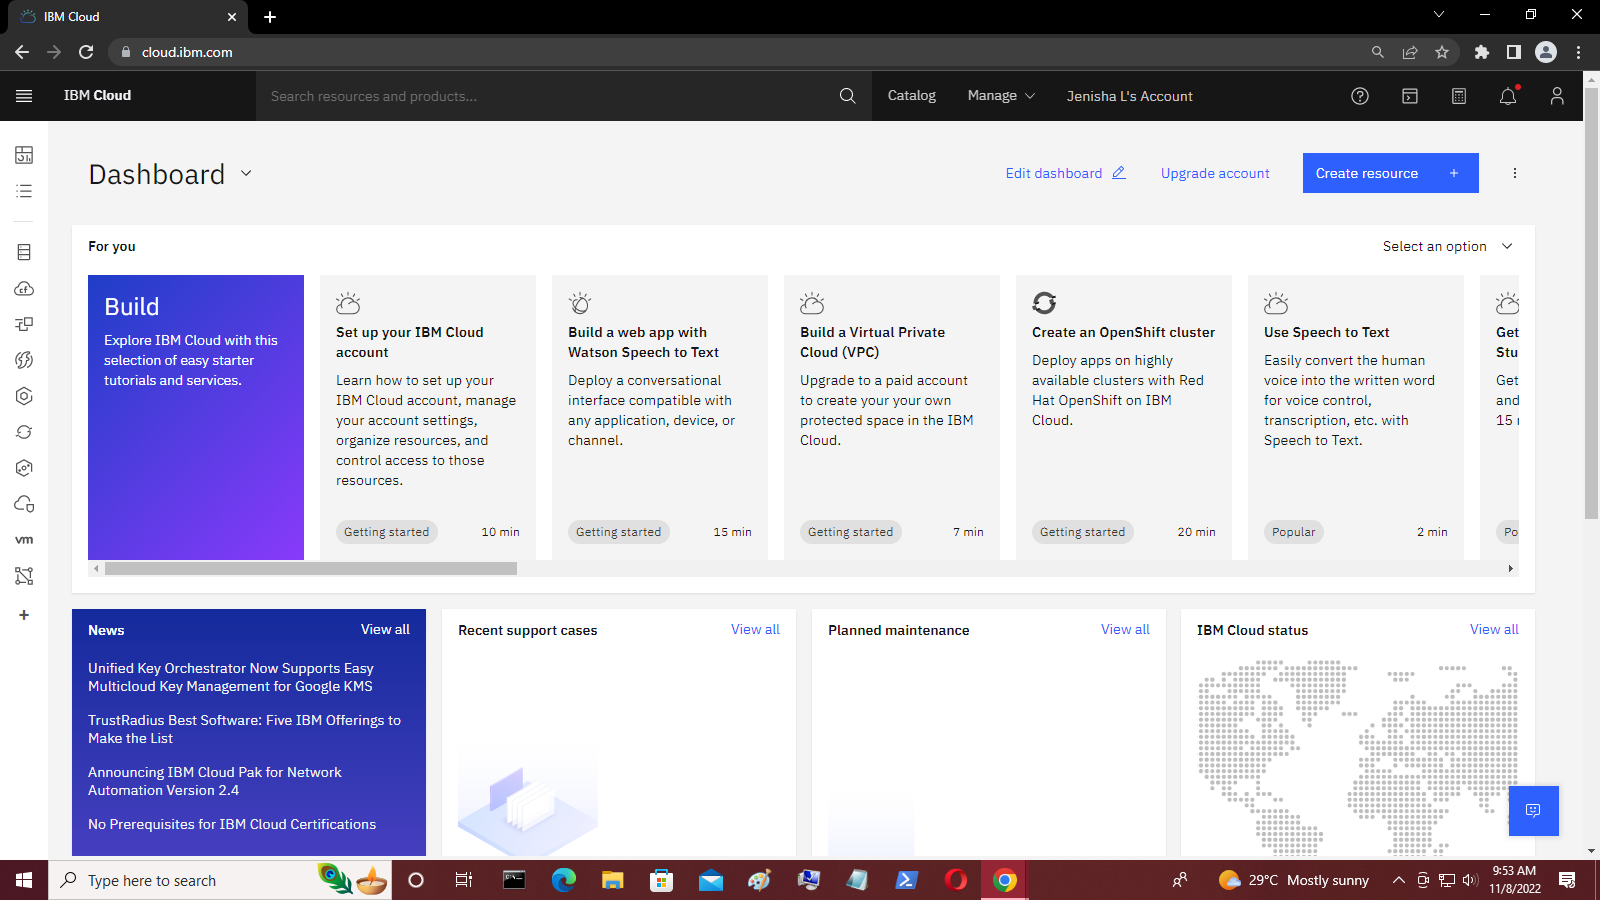 IBM Cloud
cloud.ibm.com
IBM Cloud
Search resources and products...
Catalog
Manage
Jenisha L's Account
Dashboard
Edit dashboard
Upgrade account
Create resource +
For you
Select an option
Build
Explore IBM Cloud with this
selection of easy starter
tutorials and services.
Set up your IBM Cloud
account
Learn how to set up your
IBM Cloud account, manage
your account settings,
organize resources, and
control access to those
resources.
Getting started
10 min
Build a web app with
Watson Speech to Text
Deploy a conversational
interface compatible with
any application, device, or
channel.
Getting started
15 min
Build a Virtual Private
Cloud (VPC)
Upgrade to a paid account
to create your your own
protected space in the IBM
Cloud.
Getting started
7 min
Create an OpenShift cluster
Deploy apps on highly
available clusters with Red
Hat OpenShift on IBM
Cloud.
Getting started
20 min
Use Speech to Text
Easily convert the human
voice into the written word
for voice control,
transcription, etc. with
Speech to Text.
Popular
2 min
Get
Stu
Get
and
15
Po
vm
News
View all
Unified Key Orchestrator Now Supports Easy
Multicloud Key Management for Google KMS
TrustRadius Best Software: Five IBM Offerings to
Make the List
Announcing IBM Cloud Pak for Network
Automation Version 2.4
No Prerequisites for IBM Cloud Certifications
Recent support cases
View all
Planned maintenance
View all
IBM Cloud status
View all
Type here to search
29°C Mostly sunny
9:53 AM
11/8/2022